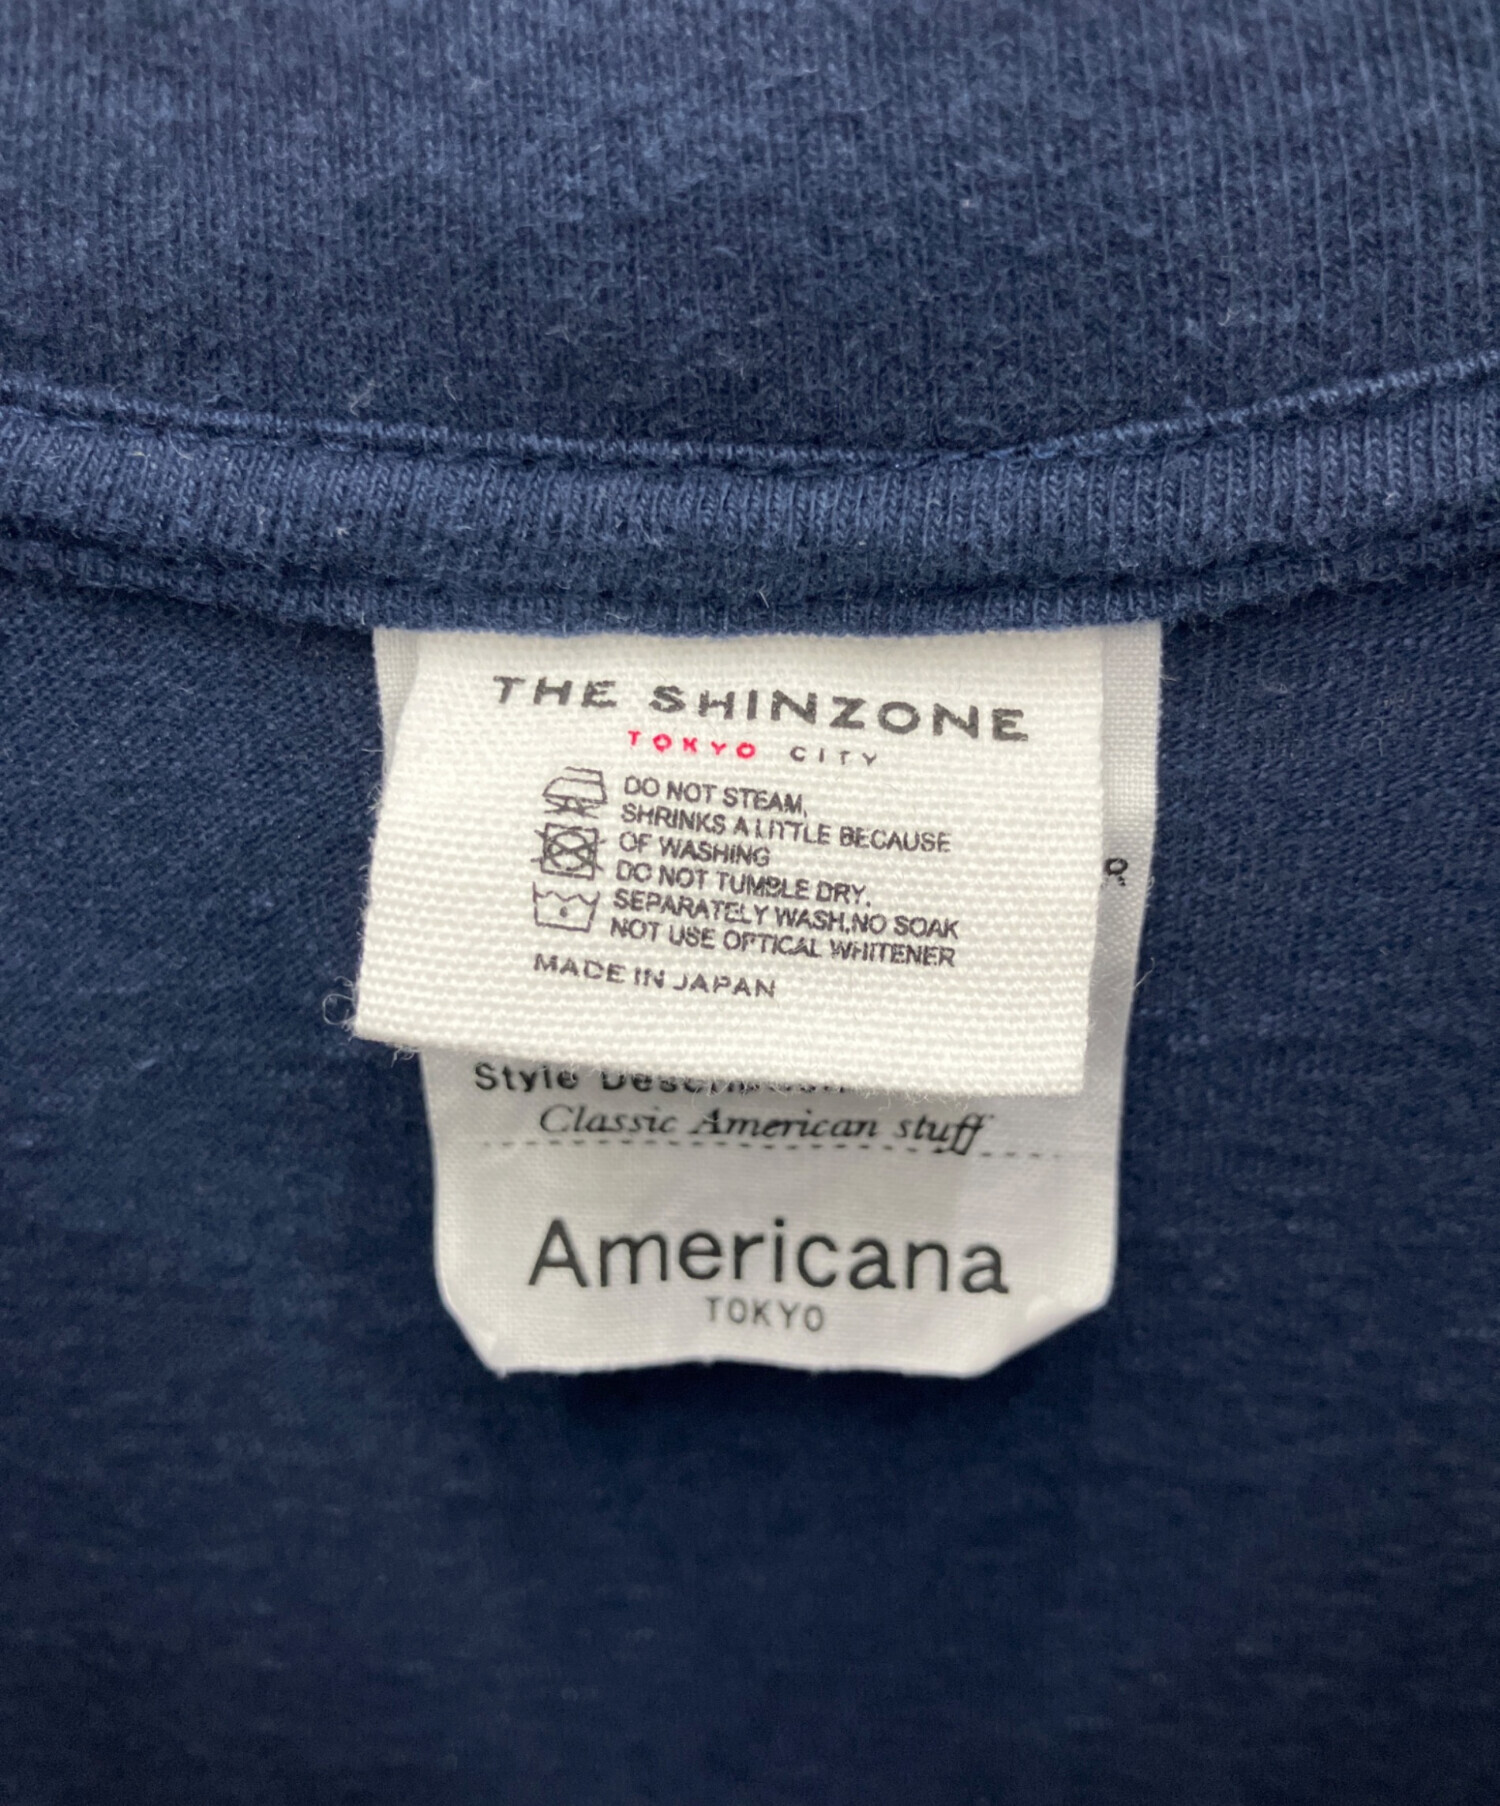 THE SHINZONE
TOKYO CITY
DO NOT STEAM,
SHRINKS A LITTLE BECAUSE
OF WASHING
DO NOT TUMBLE DRY.
SEPARATELY WASH.NO SOAK
NOT USE OPTICAL WHITENER
MADE IN JAPAN
Style
Classic American stuff
Americana
TOKYO